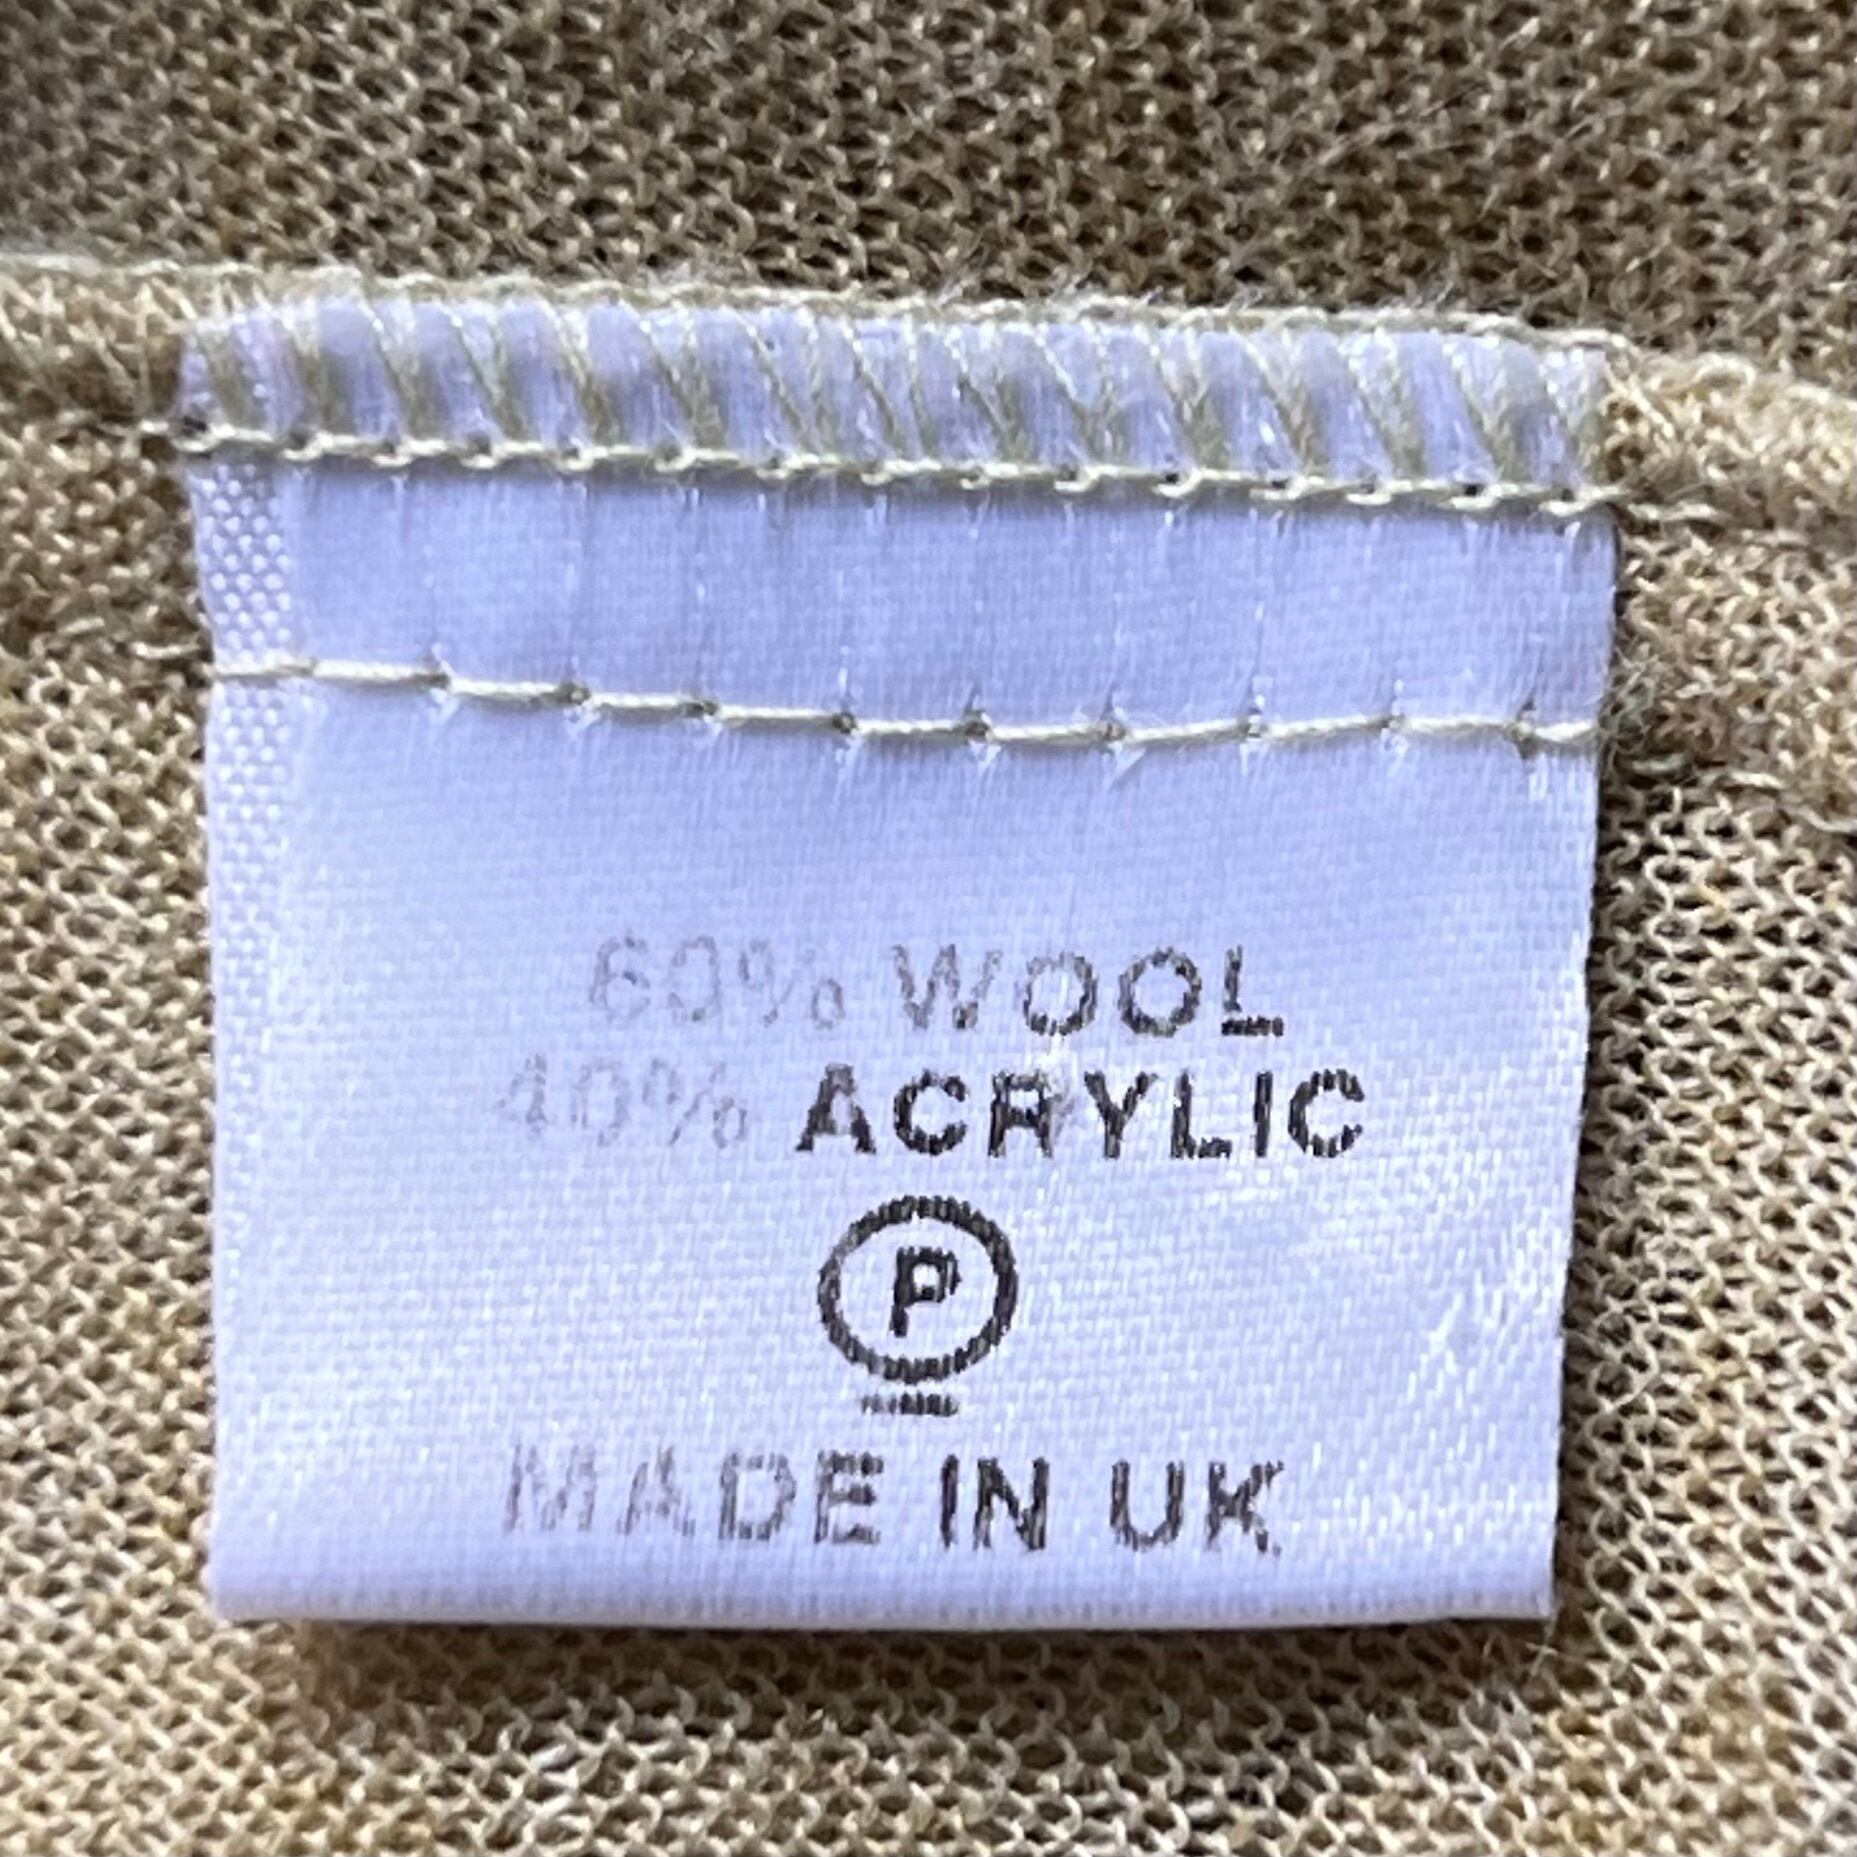 60% WOOL
40% ACRYLIC
P
MADE IN UK